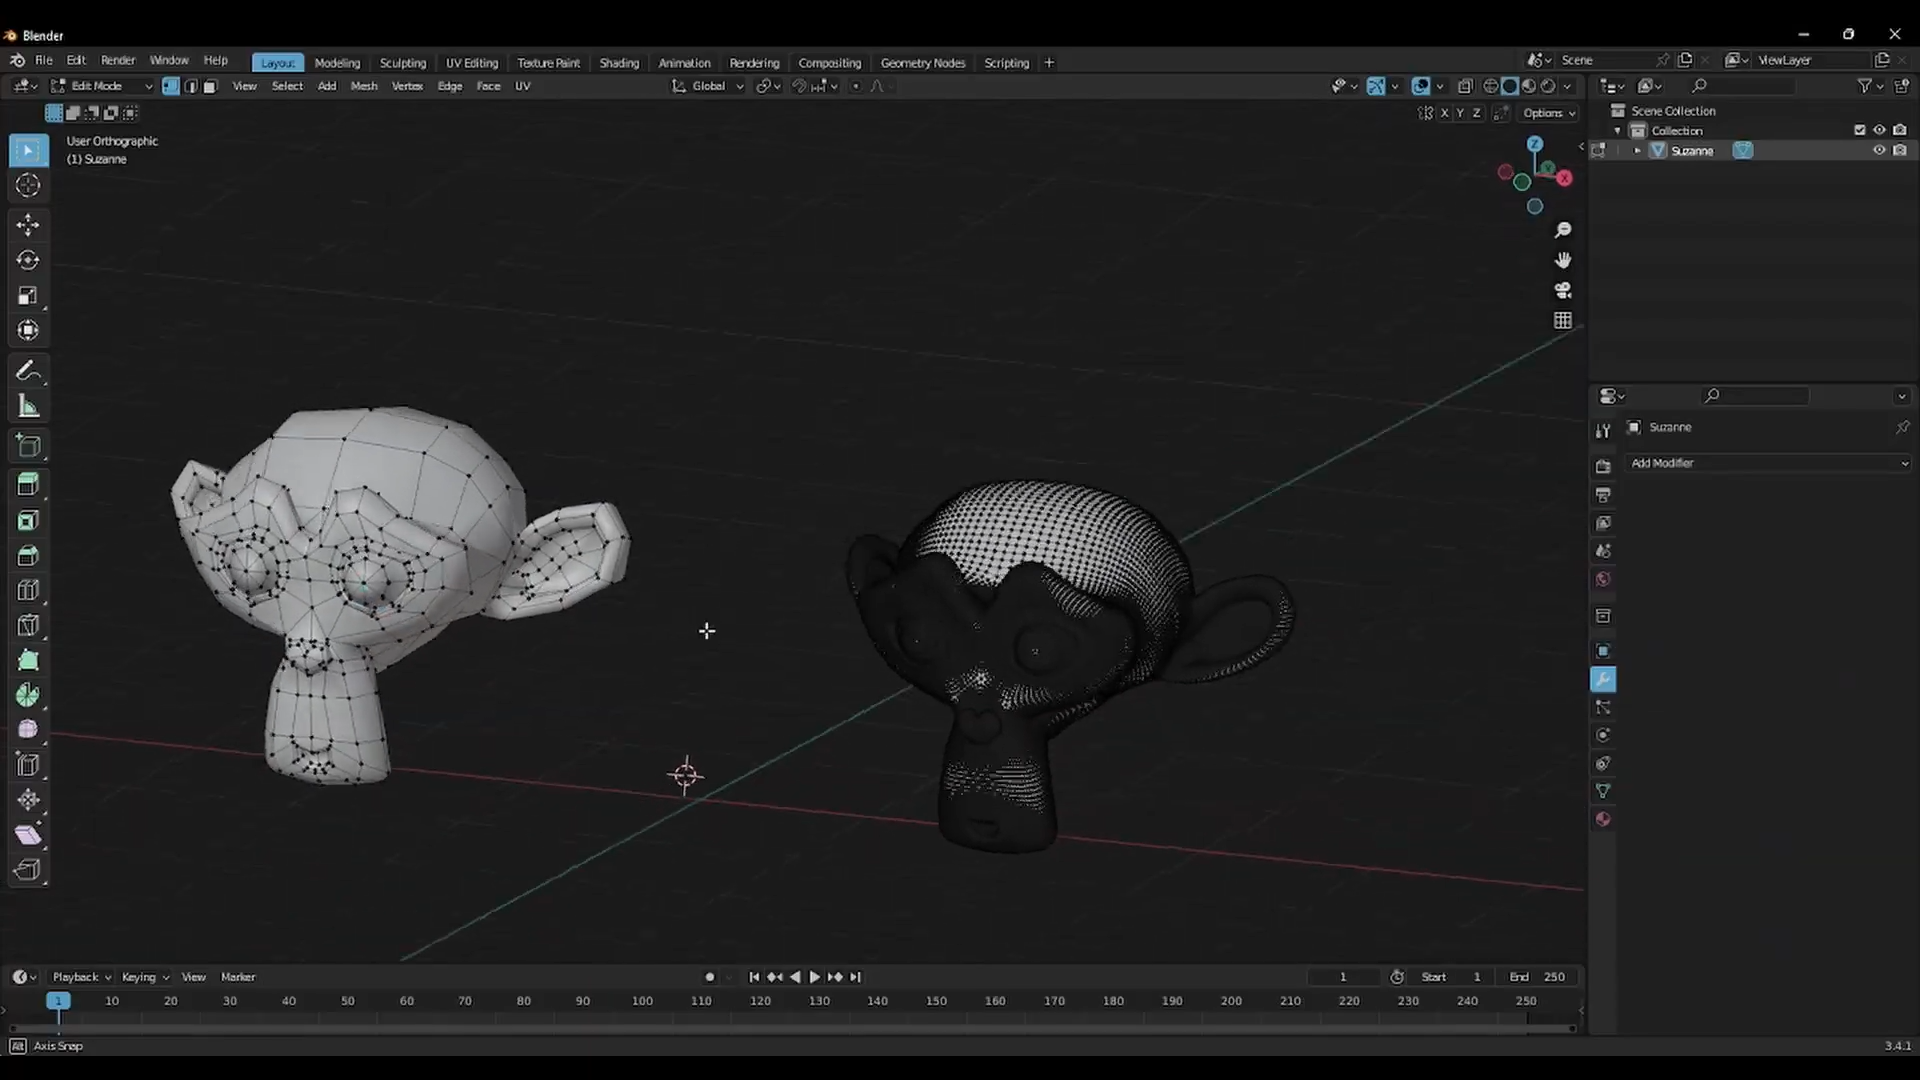 Blender
File Edit Render Window Help Layout Modeling Sculpting UV Editing Texture Paint Shading Animation Rendering Compositing Geometry Nodes Scripting + Scene ViewLayer
Edit Mode View Select Add Mesh Vertex Edge Face UV Global
X Y Z Options
Scene Collection
Collection
Suzanne
User Orthographic
(1) Suzanne
Z
X
Suzanne
Add Modifier
Playback Keying View Marker 1 Start 1 End 250
1 10 20 30 40 50 60 70 80 90 100 110 120 130 140 150 160 170 180 190 200 210 220 230 240 250
Alt Axis Snap 3.4.1